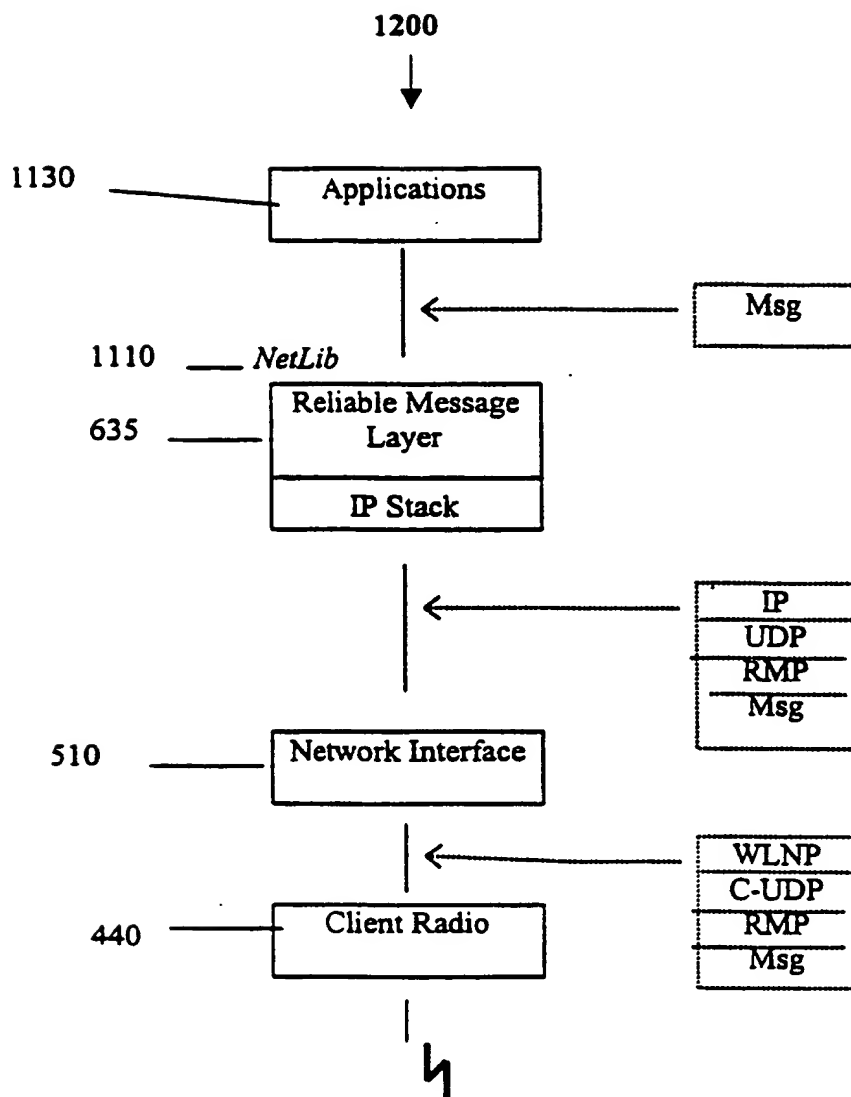 1200
1130
Applications
Msg
1110
NetLib
635
Reliable Message
Layer
IP Stack
IP
UDP
RMP
Msg
510
Network Interface
WLNP
C-UDP
RMP
Msg
440
Client Radio